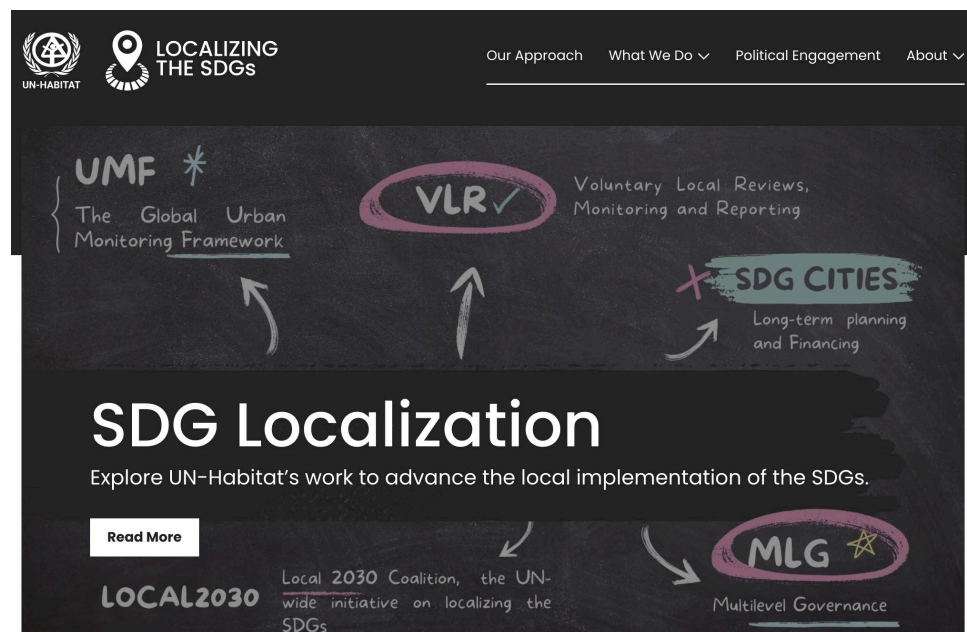 UN-HABITAT
LOCALIZING
THE SDGs
Our Approach What We Do Political Engagement About
UMF
The Global Urban
Monitoring Framework
VLR
Voluntary Local Reviews,
Monitoring and Reporting
SDG CITIES
Long-term planning
and Financing
SDG Localization
Explore UN-Habitat's work to advance the local implementation of the SDGs.
Read More
LOCAL2030
Local 2030 Coalition, the UN-
wide initiative on localizing the
SDGs
MLG
Multilevel Governance